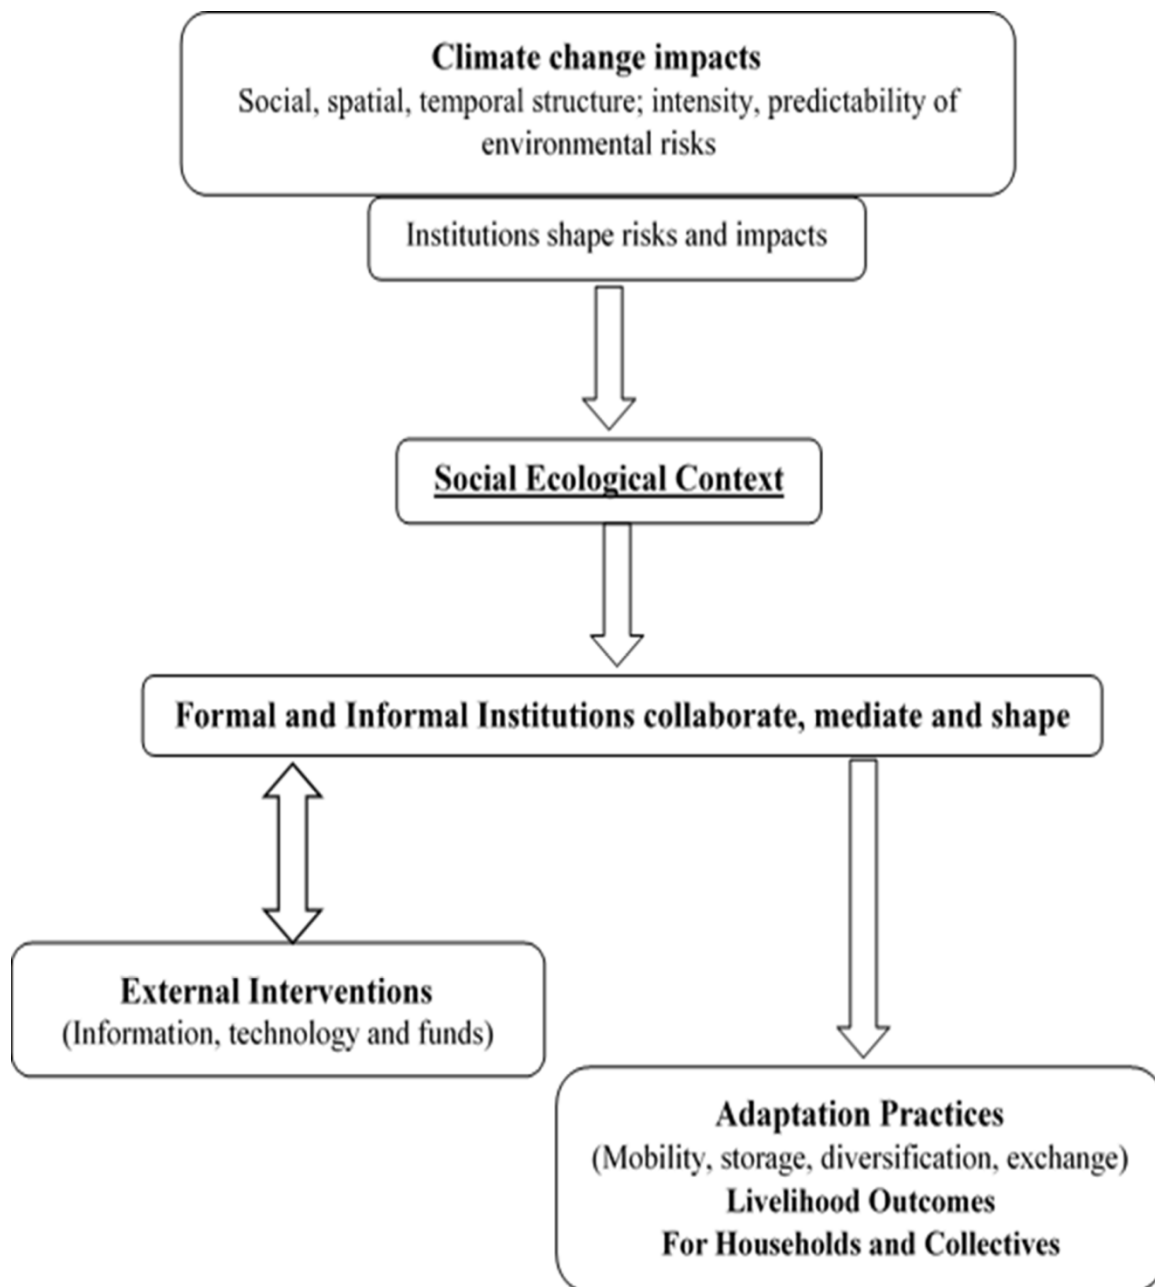 Climate change impacts
Social, spatial, temporal structure; intensity, predictability of
environmental risks
Institutions shape risks and impacts
Social Ecological Context
Formal and Informal Institutions collaborate, mediate and shape
External Interventions
(Information, technology and funds)
Adaptation Practices
(Mobility, storage, diversification, exchange)
Livelihood Outcomes
For Households and Collectives